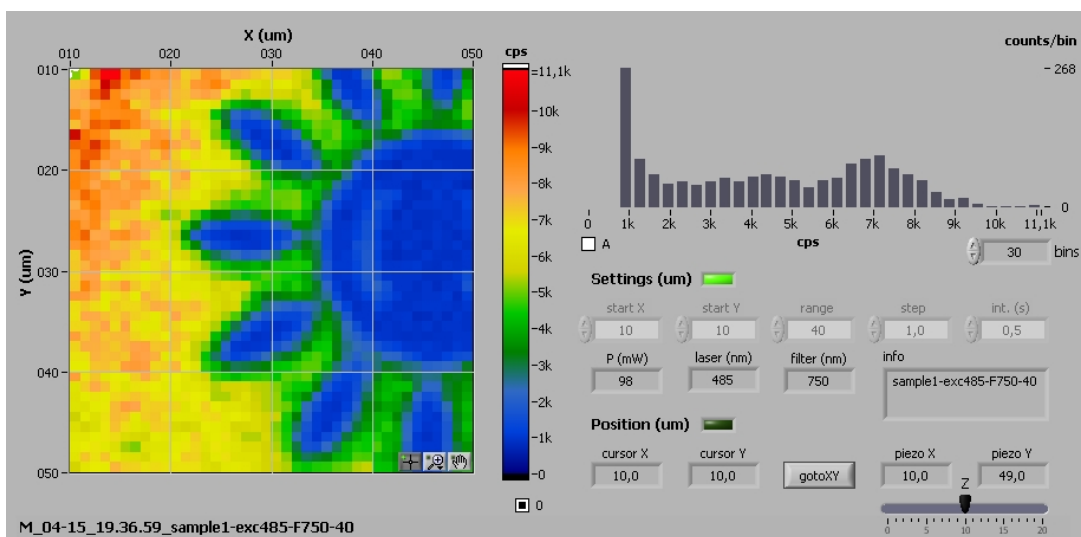 X (um)
010 020 030 040 050
Y (um)
010
020
030
040
050
cps
11,1k
10k
9k
8k
7k
6k
5k
4k
3k
2k
1k
0
0
counts/bin
268
0
0 1k 2k 3k 4k 5k 6k 7k 8k 9k 10k 11,1k
A
cps
30 bins
Settings (um)
start X start Y range step int. (s)
10 10 40 1,0 0,5
P (mW) laser (nm) filter (nm) info
98 485 750 sample1-exc485-F750-40
Position (um)
cursor X cursor Y piezo X piezo Y
10,0 10,0 gotoXY 10,0 49,0
Z
0 5 10 15 20
M_04-15_19.36.59_sample1-exc485-F750-40